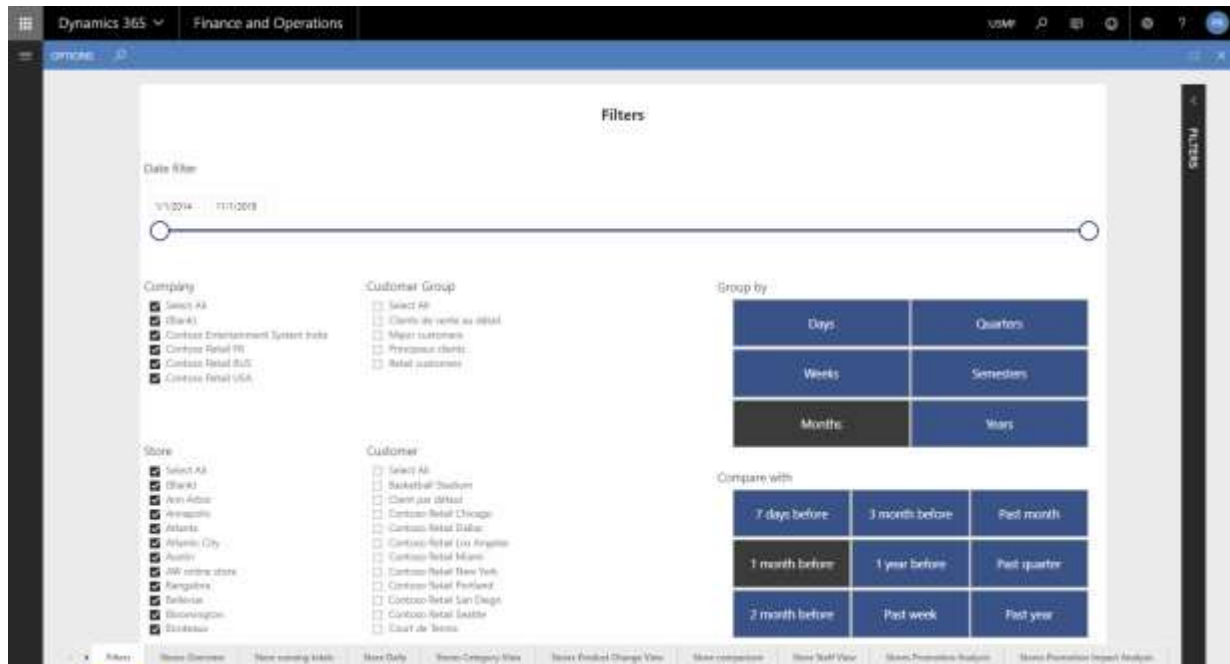 Dynamics 365
Finance and Operations
USMF
?
OPTIONS
FILTERS
Filters
Date filter
1/1/2014
Company
Select All
(Blank)
Contoso Entertainment System India
Contoso Retail FR
Contoso Retail RUS
Contoso Retail USA
Customer Group
Select All
Clients de vente au détail
Major customers
Principaux clients
Retail customers
Group by
Days
Quarters
Weeks
Semesters
Months
Years
Store
Select All
(Blank)
Ann Arbor
Annapolis
Atlanta
Atlantic City
Austin
AW online store
Bangalore
Bellevue
Bloomington
Bordeaux
Customer
Select All
Basketball Stadium
Client par défaut
Contoso Retail Chicago
Contoso Retail Dallas
Contoso Retail Los Angeles
Contoso Retail Miami
Contoso Retail New York
Contoso Retail Portland
Contoso Retail San Diego
Contoso Retail Seattle
Court de Tennis
Compare with
7 days before
3 month before
Past month
1 month before
1 year before
Past quarter
2 month before
Past week
Past year
Filters
Stores Overview
Store running totals
Store Daily
Stores Category View
Stores Product Change View
Store comparison
Store Staff View
Stores Promotion Analysis
Stores Promotion Impact Analysis